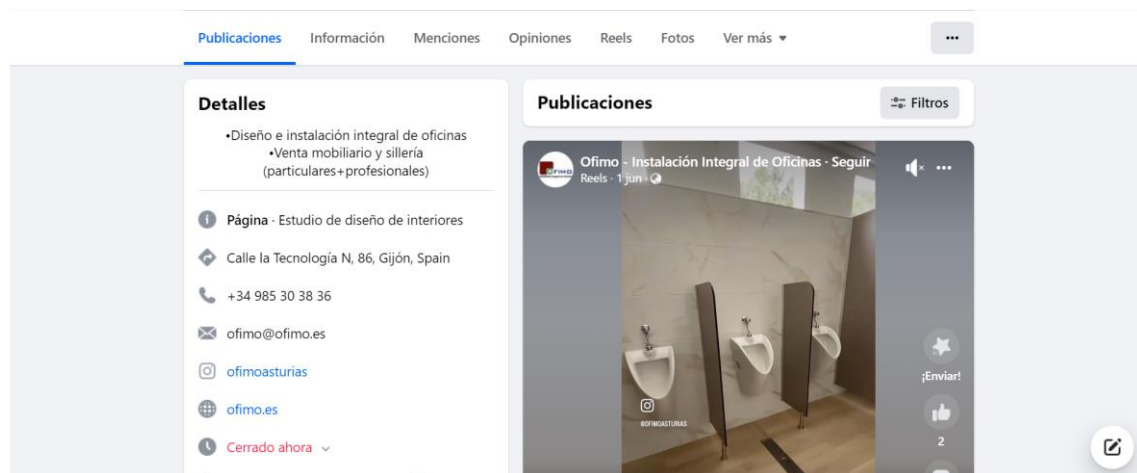 Publicaciones
Información
Menciones
Opiniones
Reels
Fotos
Ver más
Detalles
•Diseño e instalación integral de oficinas
•Venta mobiliario y sillería
(particulares+profesionales)
Página · Estudio de diseño de interiores
Calle la Tecnología N, 86, Gijón, Spain
+34 985 30 38 36
ofimo@ofimo.es
ofimoasturias
ofimo.es
Cerrado ahora
Publicaciones
Filtros
OFIMO
Ofimo - Instalación Integral de Oficinas · Seguir
Reels · 1 jun ·
@OFIMOASTURIAS
¡Enviar!
2